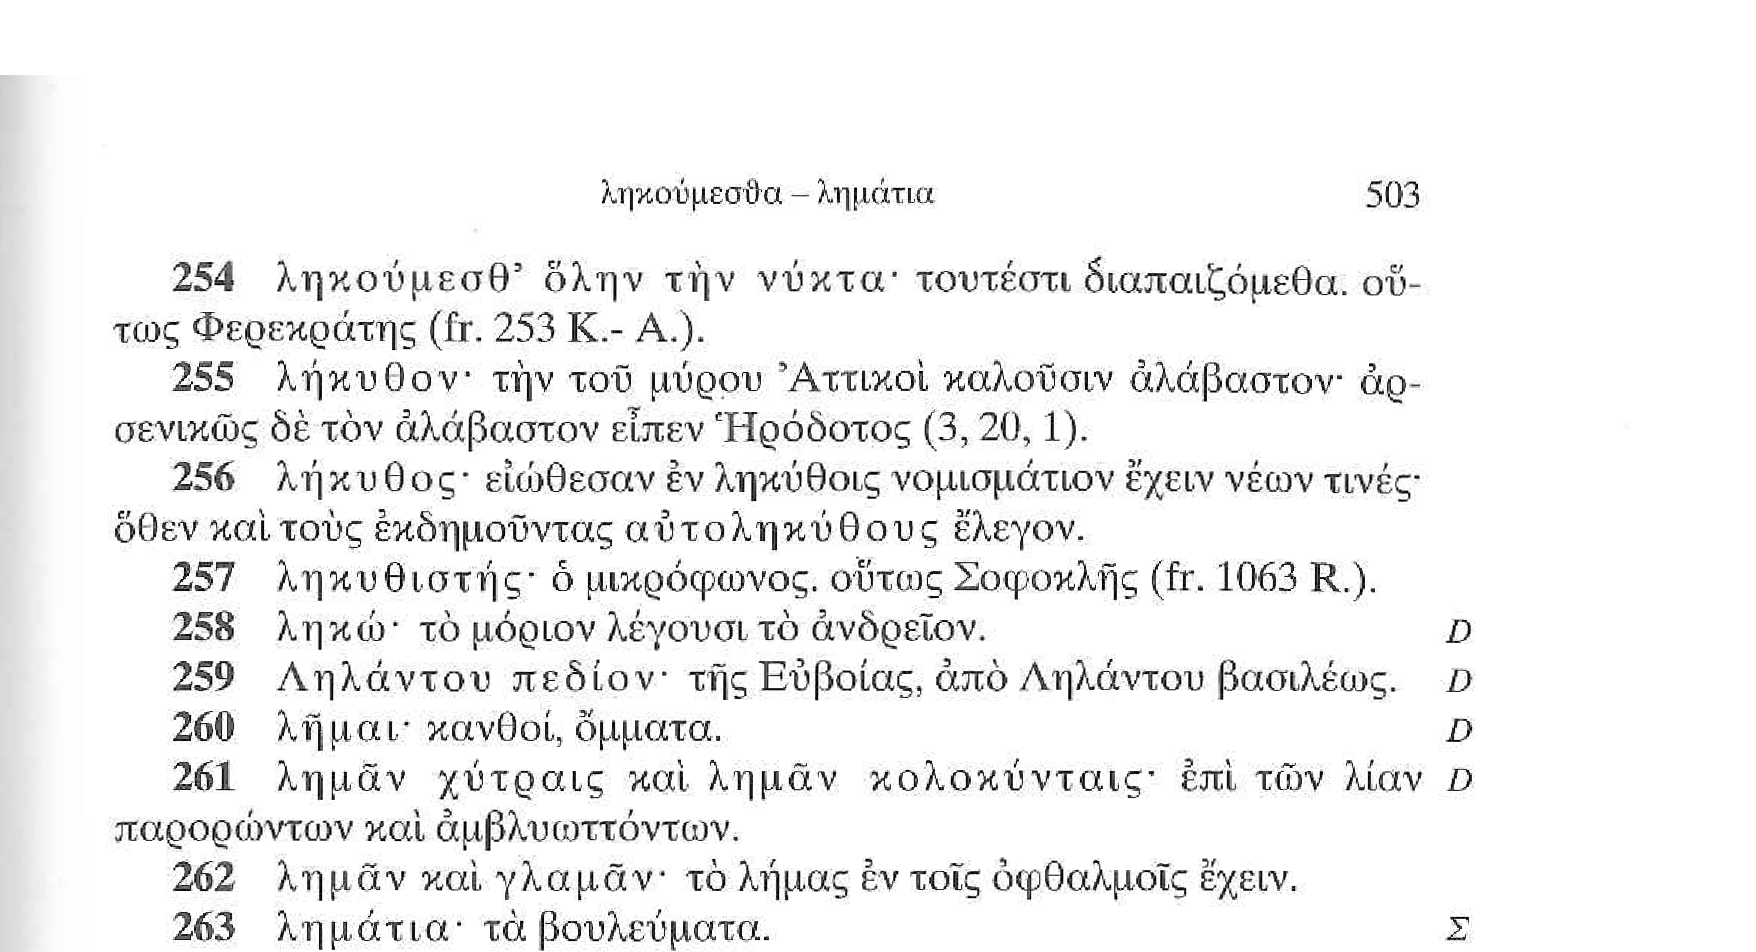 ληκούμεσθα – λημάτια 503
254 ληκούμεσθ’ ὅλην τὴν νύκτα· τουτέστι διαπαιζόμεθα. οὕ-
τως Φερεκράτης (fr. 253 K.- A.).
255 λήκυθον· τὴν τοῦ μύρου Ἀττικοὶ καλοῦσιν ἀλάβαστον· ἀρ-
σενικῶς δὲ τὸν ἀλάβαστον εἶπεν Ἡρόδοτος (3, 20, 1).
256 λήκυθος· εἰώθεσαν ἐν ληκύθοις νομισμάτιον ἔχειν νέων τινές·
ὅθεν καὶ τοὺς ἐκδημοῦντας αὐτοληκύθους ἔλεγον.
257 ληκυθιστής· ὁ μικρόφωνος. οὕτως Σοφοκλῆς (fr. 1063 R.).
258 ληκώ· τὸ μόριον λέγουσι τὸ ἀνδρεῖον. D
259 Ληλάντου πεδίον· τῆς Εὐβοίας, ἀπὸ Ληλάντου βασιλέως. D
260 λῆμαι· κανθοί, ὄμματα. D
261 λημᾶν χύτραις καὶ λημᾶν κολοκύνταις· ἐπὶ τῶν λίαν D
παρορώντων καὶ ἀμβλυωττόντων.
262 λημᾶν καὶ γλαμᾶν· τὸ λήμας ἐν τοῖς ὀφθαλμοῖς ἔχειν.
263 λημάτια· τὰ βουλεύματα. Σ